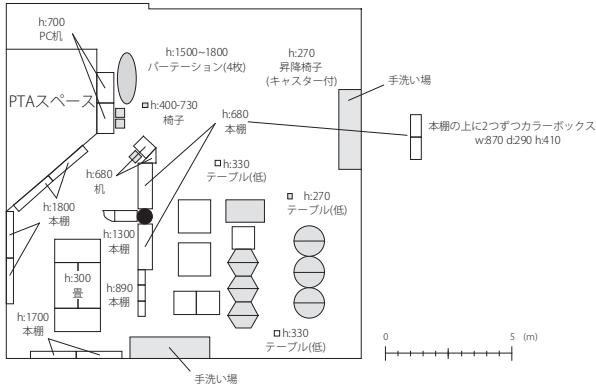 h:700
PC机
h:1500~1800
パーテーション(4枚)
h:270
昇降椅子
(キャスター付)
手洗い場
PTAスペース
h:400-730
椅子
h:680
本棚
本棚の上に2つずつカラーボックス
w:870 d:290 h:410
h:330
テーブル(低)
h:680
机
h:270
テーブル(低)
h:1800
本棚
h:1300
本棚
h:300
畳
h:890
本棚
h:1700
本棚
h:330
テーブル(低)
0 5 (m)
手洗い場